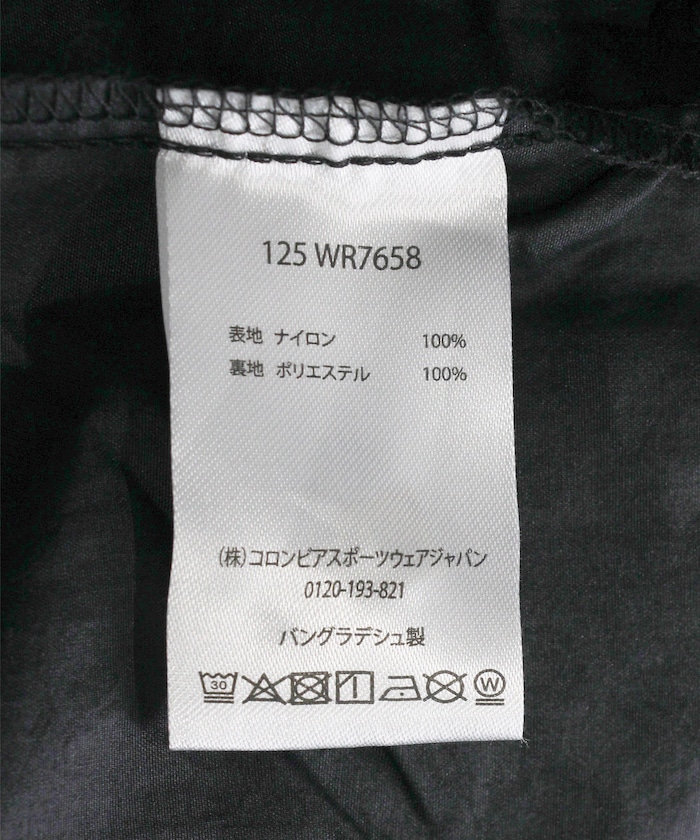 125 WR7658
表地 ナイロン 100%
裏地 ポリエステル 100%
(株)コロンビアスポーツウェアジャパン
0120-193-821
バングラデシュ製
30 W